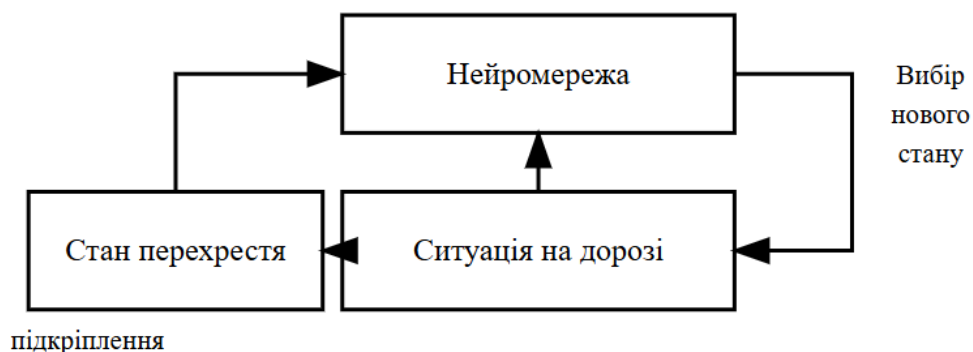 Нейромережа
Вибір
нового
стану
Стан перехрестя
Ситуація на дорозі
підкріплення